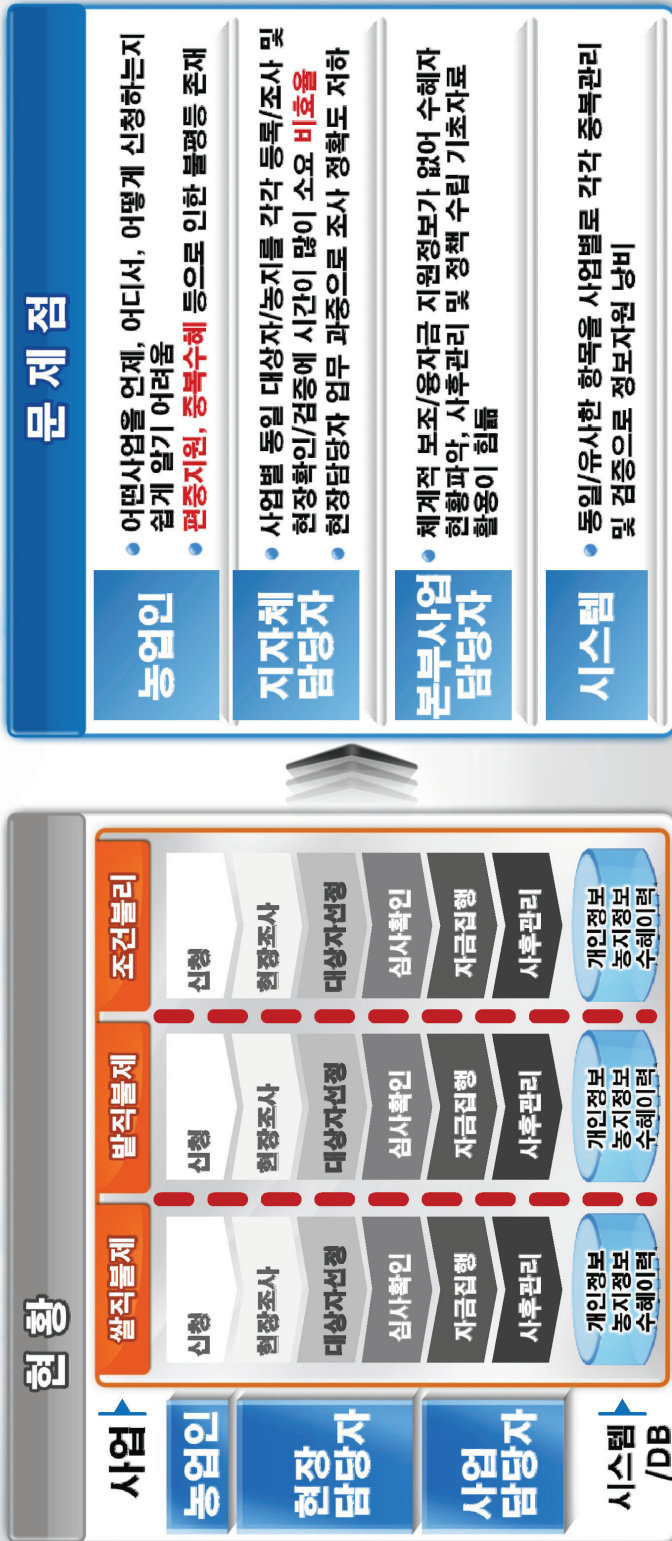 현황
사업
쌀직불제
밭직불제
조건불리
농업인
신청
신청
신청
현장
담당자
현장조사
현장조사
현장조사
대상자선정
대상자선정
대상자선정
사업
담당자
심사확인
심사확인
심사확인
자금집행
자금집행
자금집행
사후관리
사후관리
사후관리
시스템
/DB
개인정보
농지정보
수혜이력
개인정보
농지정보
수혜이력
개인정보
농지정보
수혜이력
문제점
농업인
• 어떤사업을 언제, 어디서, 어떻게 신청하는지
쉽게 알기 어려움
• 편중지원, 중복수혜 등으로 인한 불평등 존재
지자체
담당자
• 사업별 동일 대상자/농지를 각각 등록/조사 및
현장확인/검증에 시간이 많이 소요 비효율
• 현장담당자 업무 과중으로 조사 정확도 저하
본부사업
담당자
• 체계적 보조/융자금 지원정보가 없어 수혜자
현황파악, 사후관리 및 정책 수립 기초자료
활용이 힘듦
시스템
• 동일/유사한 항목을 사업별로 각각 중복관리
및 검증으로 정보자원 낭비